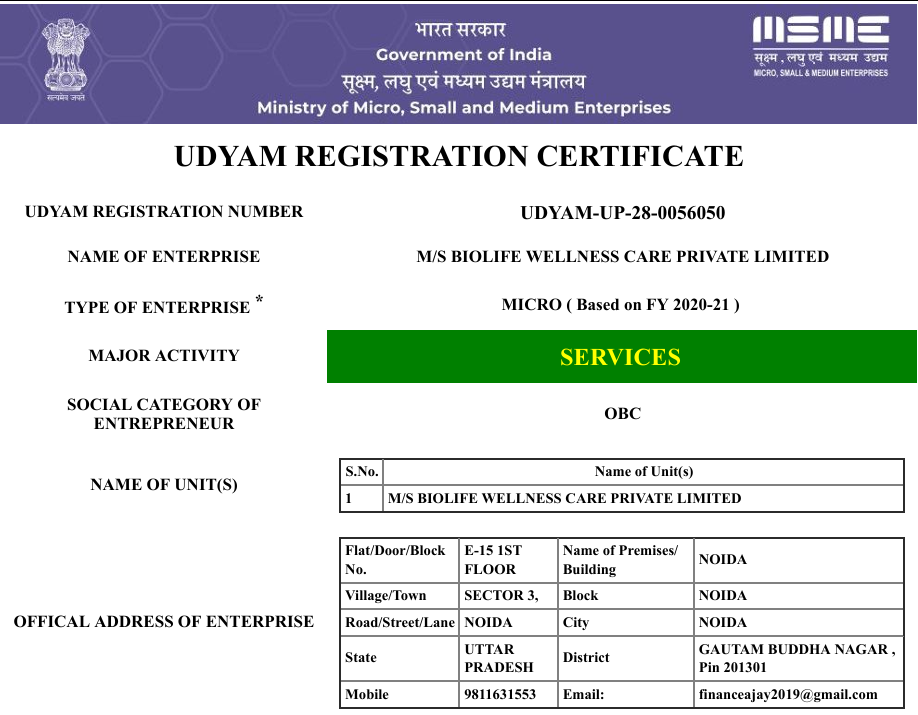 भारत सरकार
Government of India
सूक्ष्म, लघु एवं मध्यम उद्यम मंत्रालय
Ministry of Micro, Small and Medium Enterprises
सत्यमेव जयते
MSME
सूक्ष्म , लघु एवं मध्यम उद्यम
MICRO, SMALL & MEDIUM ENTERPRISES
UDYAM REGISTRATION CERTIFICATE
UDYAM REGISTRATION NUMBER UDYAM-UP-28-0056050
NAME OF ENTERPRISE M/S BIOLIFE WELLNESS CARE PRIVATE LIMITED
TYPE OF ENTERPRISE * MICRO ( Based on FY 2020-21 )
MAJOR ACTIVITY SERVICES
SOCIAL CATEGORY OF
ENTREPRENEUR
OBC
NAME OF UNIT(S)
S.No. Name of Unit(s)
1 M/S BIOLIFE WELLNESS CARE PRIVATE LIMITED
OFFICAL ADDRESS OF ENTERPRISE
Flat/Door/Block
No.
E-15 1ST
FLOOR
Name of Premises/
Building
NOIDA
Village/Town SECTOR 3, Block NOIDA
Road/Street/Lane NOIDA City NOIDA
State
UTTAR
PRADESH
District
GAUTAM BUDDHA NAGAR ,
Pin 201301
Mobile 9811631553 Email: financeajay2019@gmail.com